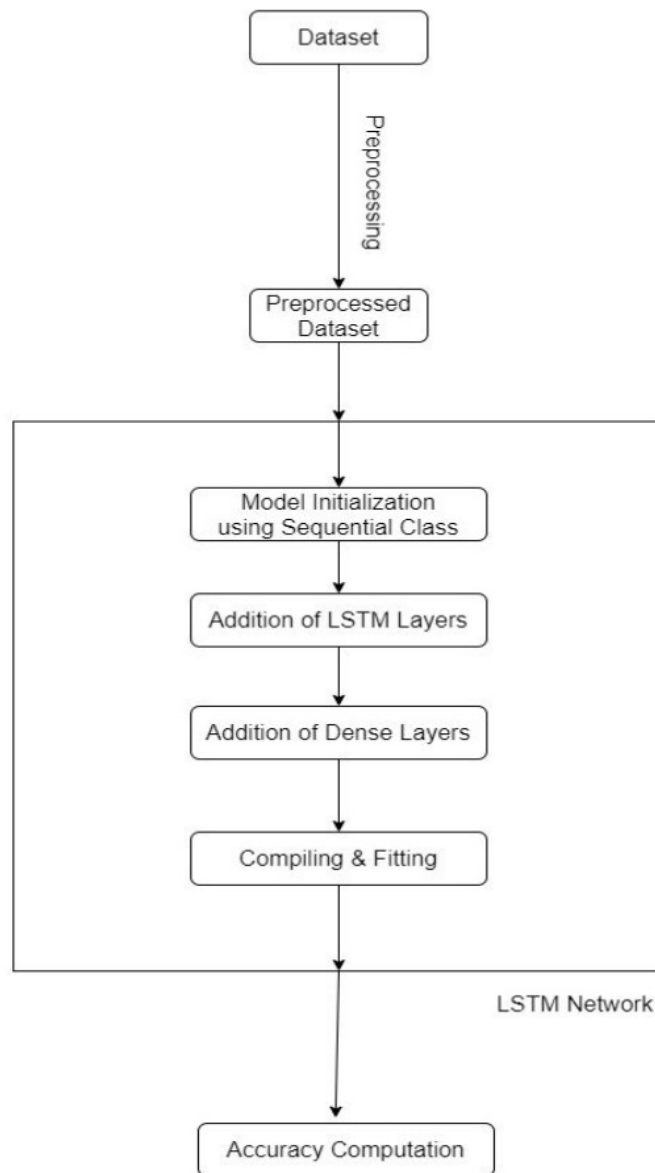 Dataset
Preprocessing
Preprocessed
Dataset
Model Initialization
using Sequential Class
Addition of LSTM Layers
Addition of Dense Layers
Compiling & Fitting
LSTM Network
Accuracy Computation